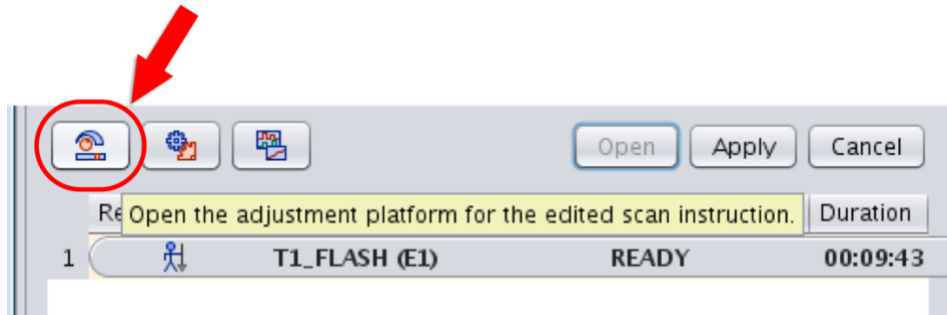 Open Apply Cancel
Re Open the adjustment platform for the edited scan instruction. Duration
1 T1_FLASH (E1) READY 00:09:43